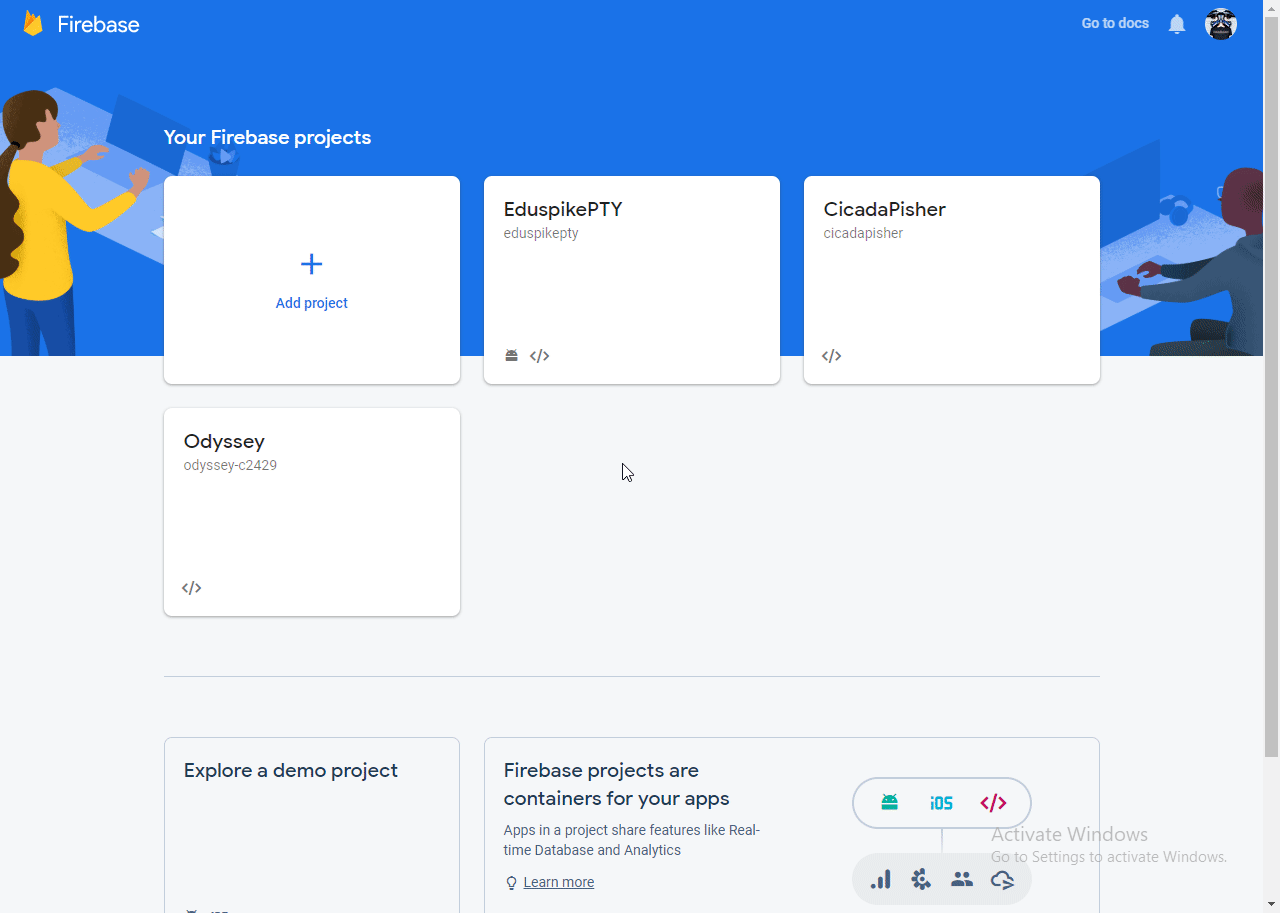 Firebase
Go to docs
Your Firebase projects
Add project
EduspikePTY
eduspikepty
CicadaPisher
cicadapisher
Odyssey
odyssey-c2429
Explore a demo project
Firebase projects are
containers for your apps
Apps in a project share features like Real-
time Database and Analytics
Learn more
iOS
Activate Windows
Go to Settings to activate Windows.